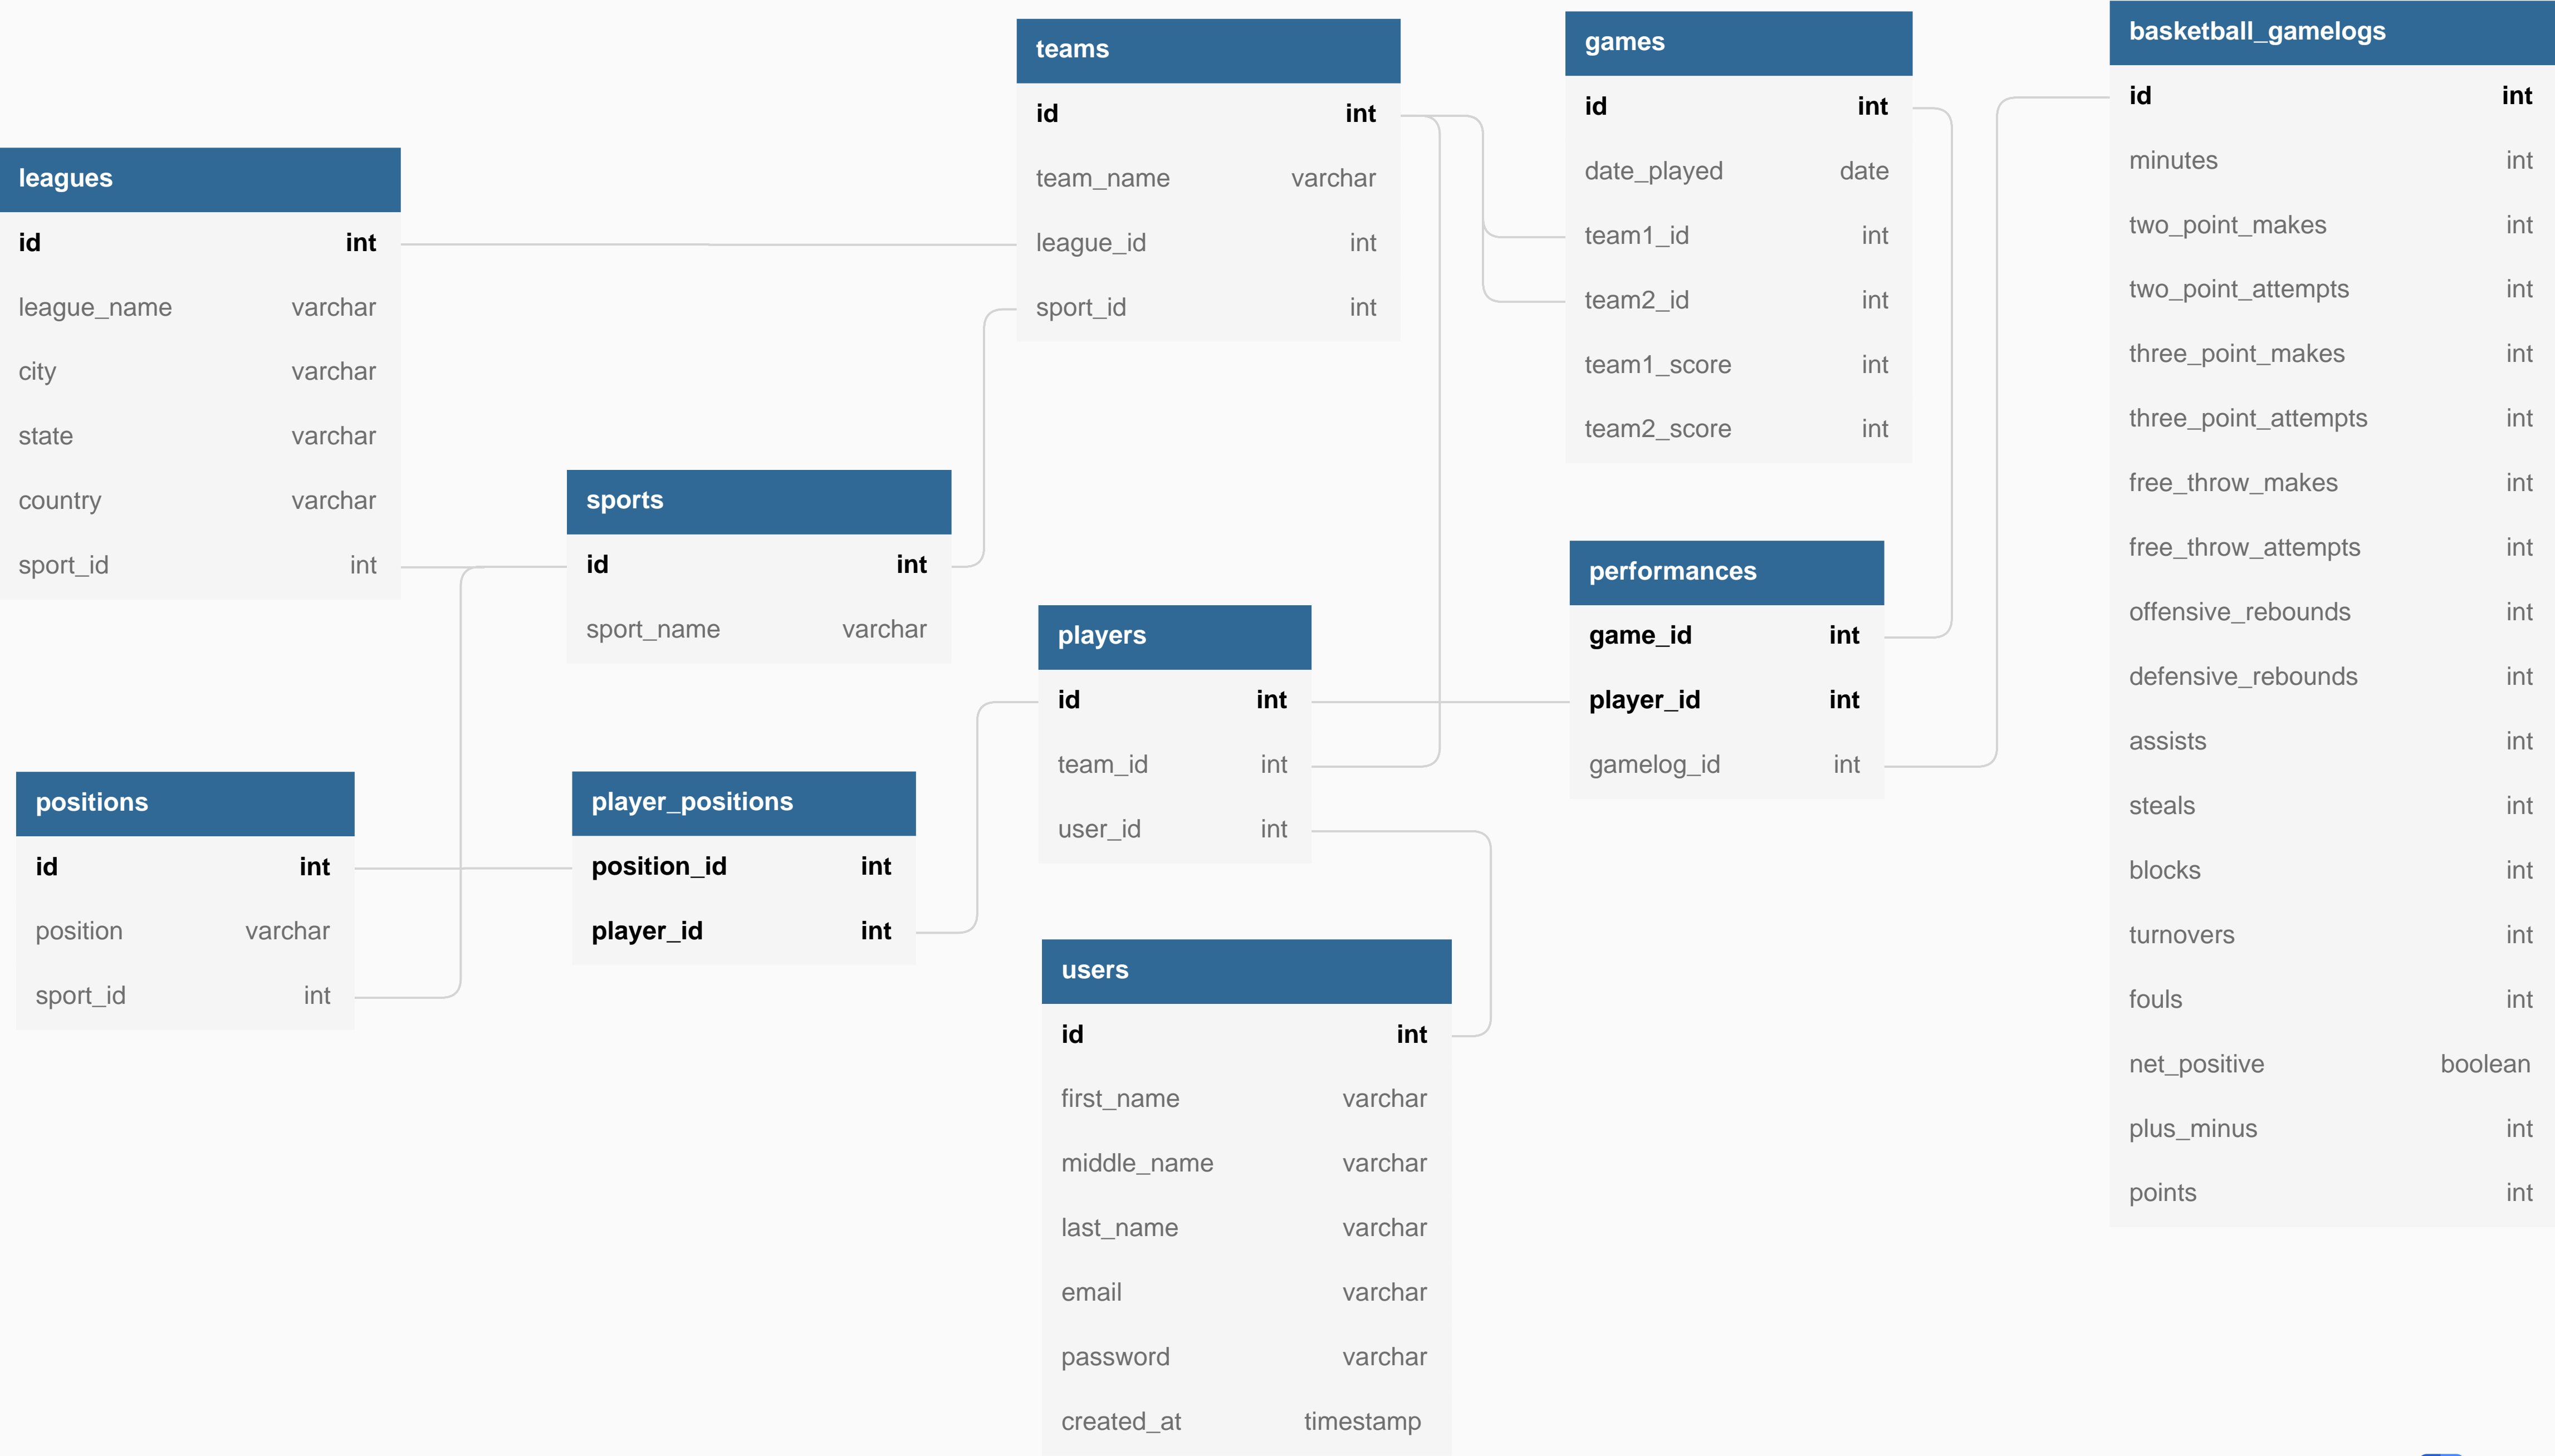 leagues
id int
league_name varchar
city varchar
state varchar
country varchar
sport_id int
positions
id int
position varchar
sport_id int
sports
id int
sport_name varchar
player_positions
position_id int
player_id int
teams
id int
team_name varchar
league_id int
sport_id int
players
id int
team_id int
user_id int
users
id int
first_name varchar
middle_name varchar
last_name varchar
email varchar
password varchar
created_at timestamp
games
id int
date_played date
team1_id int
team2_id int
team1_score int
team2_score int
performances
game_id int
player_id int
gamelog_id int
basketball_gamelogs
id int
minutes int
two_point_makes int
two_point_attempts int
three_point_makes int
three_point_attempts int
free_throw_makes int
free_throw_attempts int
offensive_rebounds int
defensive_rebounds int
assists int
steals int
blocks int
turnovers int
fouls int
net_positive boolean
plus_minus int
points int